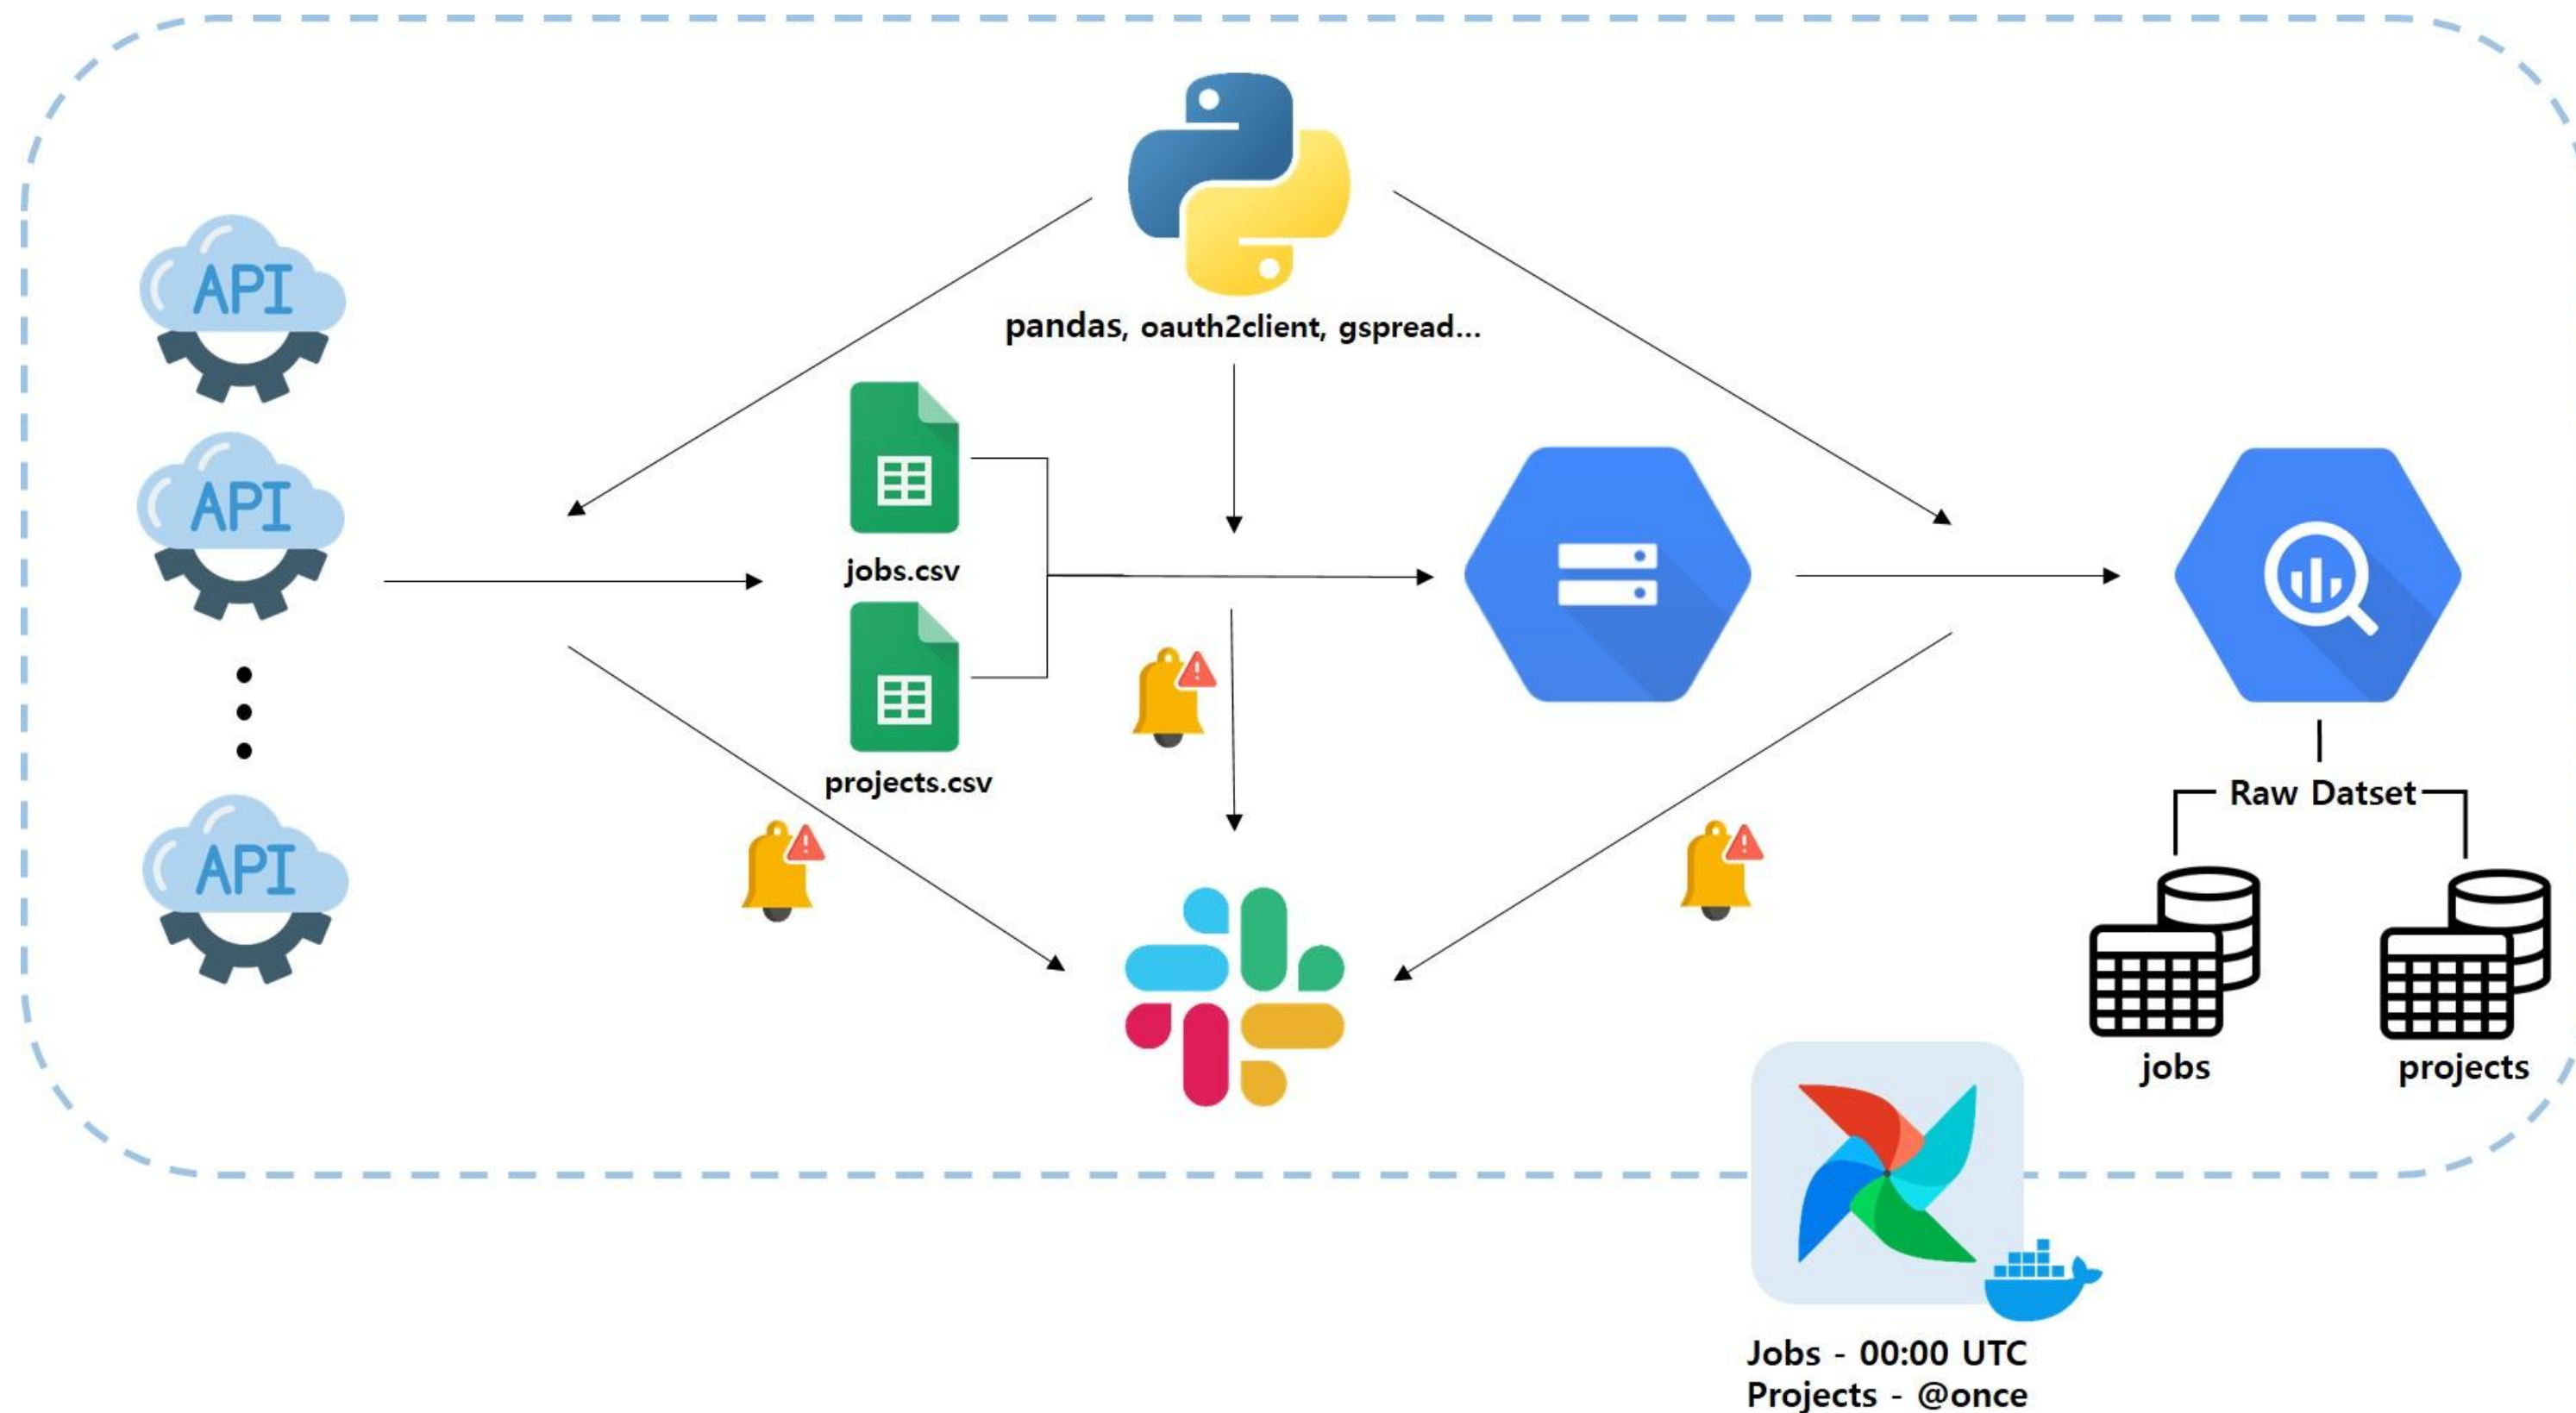 pandas, oauth2client, gspread...
API
API
API
jobs.csv
projects.csv
Raw Datset
jobs
projects
Jobs - 00:00 UTC
Projects - @once